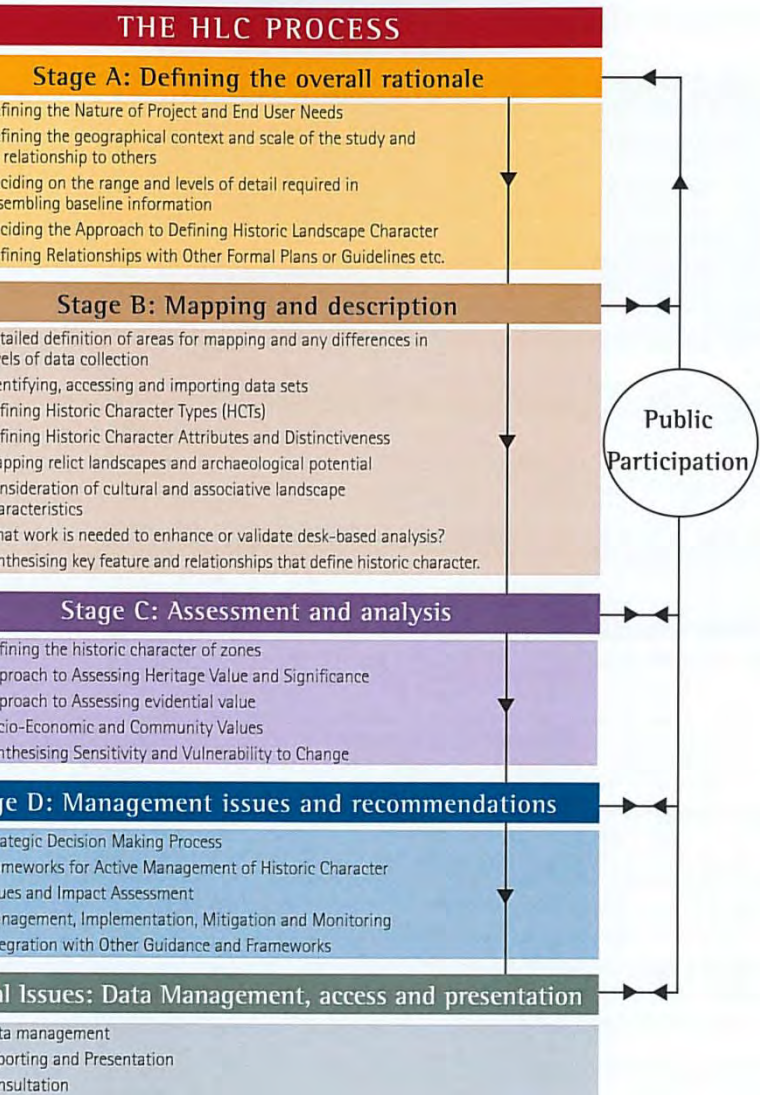 THE HLC PROCESS
Stage A: Defining the overall rationale
fining the Nature of Project and End User Needs
fining the geographical context and scale of the study and
relationship to others
ciding on the range and levels of detail required in
sembling baseline information
ciding the Approach to Defining Historic Landscape Character
fining Relationships with Other Formal Plans or Guidelines etc.
Stage B: Mapping and description
tailed definition of areas for mapping and any differences in
els of data collection
entifying, accessing and importing data sets
fining Historic Character Types (HCTs)
fining Historic Character Attributes and Distinctiveness
apping relict landscapes and archaeological potential
nsideration of cultural and associative landscape
aracteristics
hat work is needed to enhance or validate desk-based analysis?
nthesising key feature and relationships that define historic character.
Public
Participation
Stage C: Assessment and analysis
fining the historic character of zones
proach to Assessing Heritage Value and Significance
proach to Assessing evidential value
cio-Economic and Community Values
nthesising Sensitivity and Vulnerability to Change
ge D: Management issues and recommendations
ategic Decision Making Process
meworks for Active Management of Historic Character
ues and Impact Assessment
nagement, Implementation, Mitigation and Monitoring
egration with Other Guidance and Frameworks
al Issues: Data Management, access and presentation
ta management
porting and Presentation
nsultation